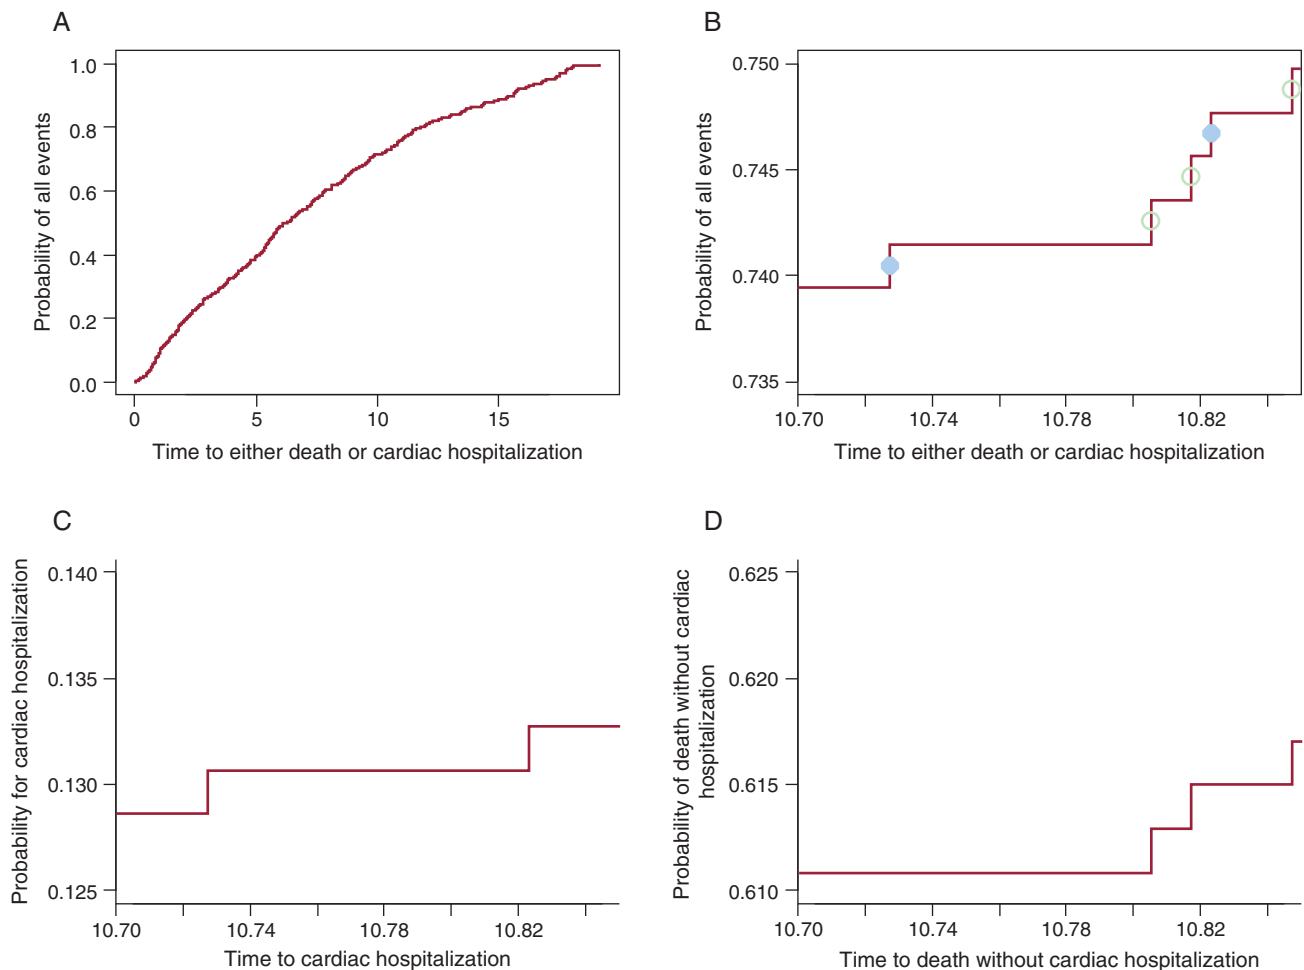 A
Probability of all events
1.0
0.8
0.6
0.4
0.2
0.0
0
5
10
15
Time to either death or cardiac hospitalization
B
Probability of all events
0.750
0.745
0.740
0.735
10.70
10.74
10.78
10.82
Time to either death or cardiac hospitalization
C
Probability for cardiac hospitalization
0.140
0.135
0.130
0.125
10.70
10.74
10.78
10.82
Time to cardiac hospitalization
D
Probability of death without cardiac
hospitalization
0.625
0.620
0.615
0.610
10.70
10.74
10.78
10.82
Time to death without cardiac hospitalization